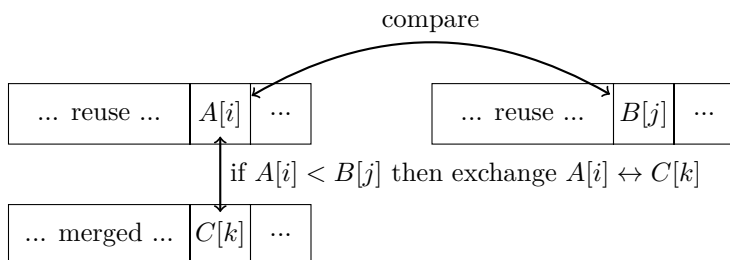 compare
... reuse ... A[i] ... ... reuse ... B[j] ...
if A[i] < B[j] then exchange A[i] ↔ C[k]
... merged ... C[k] ...